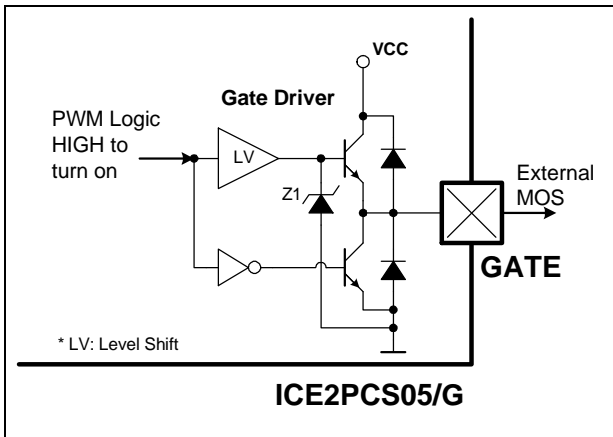 VCC
Gate Driver
PWM Logic
HIGH to
turn on
LV
Z1
External
MOS
GATE
* LV: Level Shift
ICE2PCS05/G